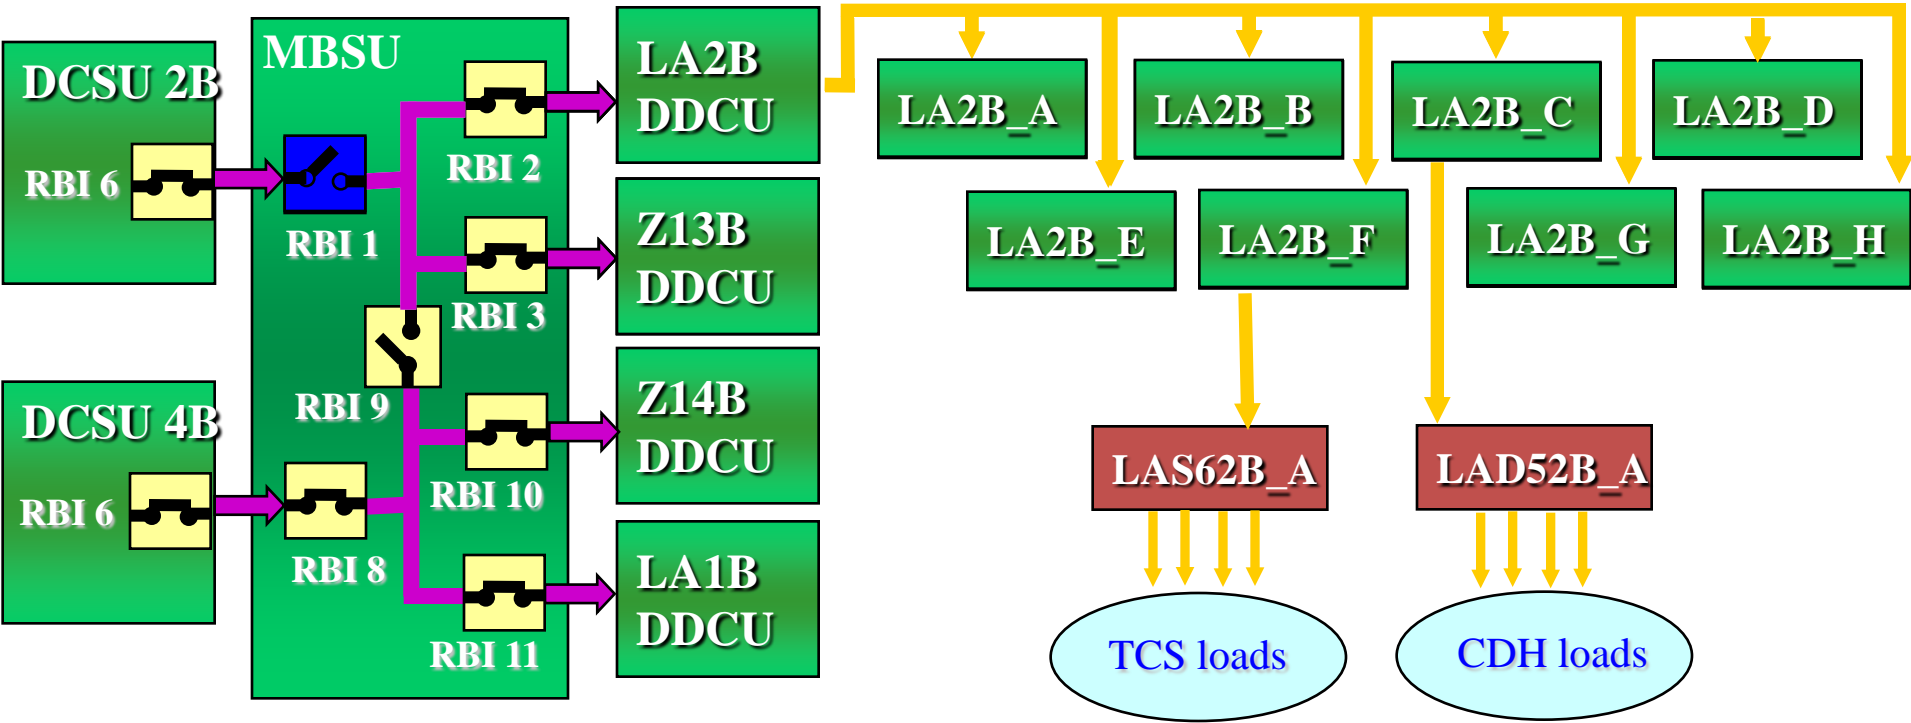 DCSU 2B
RBI 6
DCSU 4B
RBI 6
MBSU
RBI 1
RBI 2
RBI 3
RBI 9
RBI 10
RBI 8
RBI 11
LA2B
DDCU
Z13B
DDCU
Z14B
DDCU
LA1B
DDCU
LA2B_A
LA2B_B
LA2B_C
LA2B_D
LA2B_E
LA2B_F
LA2B_G
LA2B_H
LAS62B_A
LAD52B_A
TCS loads
CDH loads